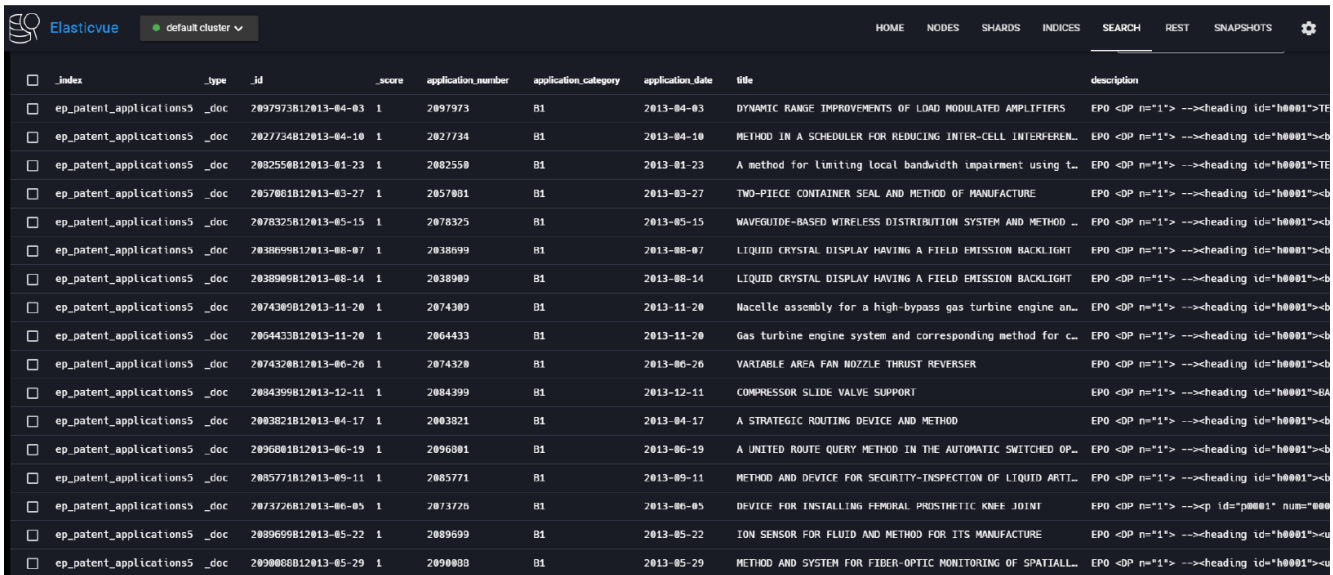 Elasticvue default cluster HOME NODES SHARDS INDICES SEARCH REST SNAPSHOTS
_index _type _id _score application_number application_category application_date title description
ep_patent_applications5 _doc 2097973B12013-04-03 1 2097973 B1 2013-04-03 DYNAMIC RANGE IMPROVEMENTS OF LOAD MODULATED AMPLIFIERS EPO <DP n="1"> --><heading id="h0001">TE
ep_patent_applications5 _doc 2027734B12013-04-10 1 2027734 B1 2013-04-10 METHOD IN A SCHEDULER FOR REDUCING INTER-CELL INTERFEREN… EPO <DP n="1"> --><heading id="h0001"><b
ep_patent_applications5 _doc 2082550B12013-01-23 1 2082550 B1 2013-01-23 A method for limiting local bandwidth impairment using t… EPO <DP n="1"> --><heading id="h0001">TE
ep_patent_applications5 _doc 2057081B12013-03-27 1 2057081 B1 2013-03-27 TWO-PIECE CONTAINER SEAL AND METHOD OF MANUFACTURE EPO <DP n="1"> --><heading id="h0001"><b
ep_patent_applications5 _doc 2078325B12013-05-15 1 2078325 B1 2013-05-15 WAVEGUIDE-BASED WIRELESS DISTRIBUTION SYSTEM AND METHOD … EPO <DP n="1"> --><heading id="h0001"><b
ep_patent_applications5 _doc 2038699B12013-08-07 1 2038699 B1 2013-08-07 LIQUID CRYSTAL DISPLAY HAVING A FIELD EMISSION BACKLIGHT EPO <DP n="1"> --><heading id="h0001"><b
ep_patent_applications5 _doc 2038909B12013-08-14 1 2038909 B1 2013-08-14 LIQUID CRYSTAL DISPLAY HAVING A FIELD EMISSION BACKLIGHT EPO <DP n="1"> --><heading id="h0001"><b
ep_patent_applications5 _doc 2074309B12013-11-20 1 2074309 B1 2013-11-20 Nacelle assembly for a high-bypass gas turbine engine an… EPO <DP n="1"> --><heading id="h0001"><b
ep_patent_applications5 _doc 2064433B12013-11-20 1 2064433 B1 2013-11-20 Gas turbine engine system and corresponding method for c… EPO <DP n="1"> --><heading id="h0001"><b
ep_patent_applications5 _doc 2074320B12013-06-26 1 2074320 B1 2013-06-26 VARIABLE AREA FAN NOZZLE THRUST REVERSER EPO <DP n="1"> --><heading id="h0001"><b
ep_patent_applications5 _doc 2084399B12013-12-11 1 2084399 B1 2013-12-11 COMPRESSOR SLIDE VALVE SUPPORT EPO <DP n="1"> --><heading id="h0001">BA
ep_patent_applications5 _doc 2003821B12013-04-17 1 2003821 B1 2013-04-17 A STRATEGIC ROUTING DEVICE AND METHOD EPO <DP n="1"> --><heading id="h0001"><b
ep_patent_applications5 _doc 2096801B12013-06-19 1 2096801 B1 2013-06-19 A UNITED ROUTE QUERY METHOD IN THE AUTOMATIC SWITCHED OP… EPO <DP n="1"> --><heading id="h0001"><b
ep_patent_applications5 _doc 2085771B12013-09-11 1 2085771 B1 2013-09-11 METHOD AND DEVICE FOR SECURITY-INSPECTION OF LIQUID ARTI… EPO <DP n="1"> --><heading id="h0001"><b
ep_patent_applications5 _doc 2073726B12013-06-05 1 2073726 B1 2013-06-05 DEVICE FOR INSTALLING FEMORAL PROSTHETIC KNEE JOINT EPO <DP n="1"> --><p id="p0001" num="000
ep_patent_applications5 _doc 2089699B12013-05-22 1 2089699 B1 2013-05-22 ION SENSOR FOR FLUID AND METHOD FOR ITS MANUFACTURE EPO <DP n="1"> --><heading id="h0001"><u
ep_patent_applications5 _doc 2090088B12013-05-29 1 2090088 B1 2013-05-29 METHOD AND SYSTEM FOR FIBER-OPTIC MONITORING OF SPATIALL… EPO <DP n="1"> --><heading id="h0001"><u